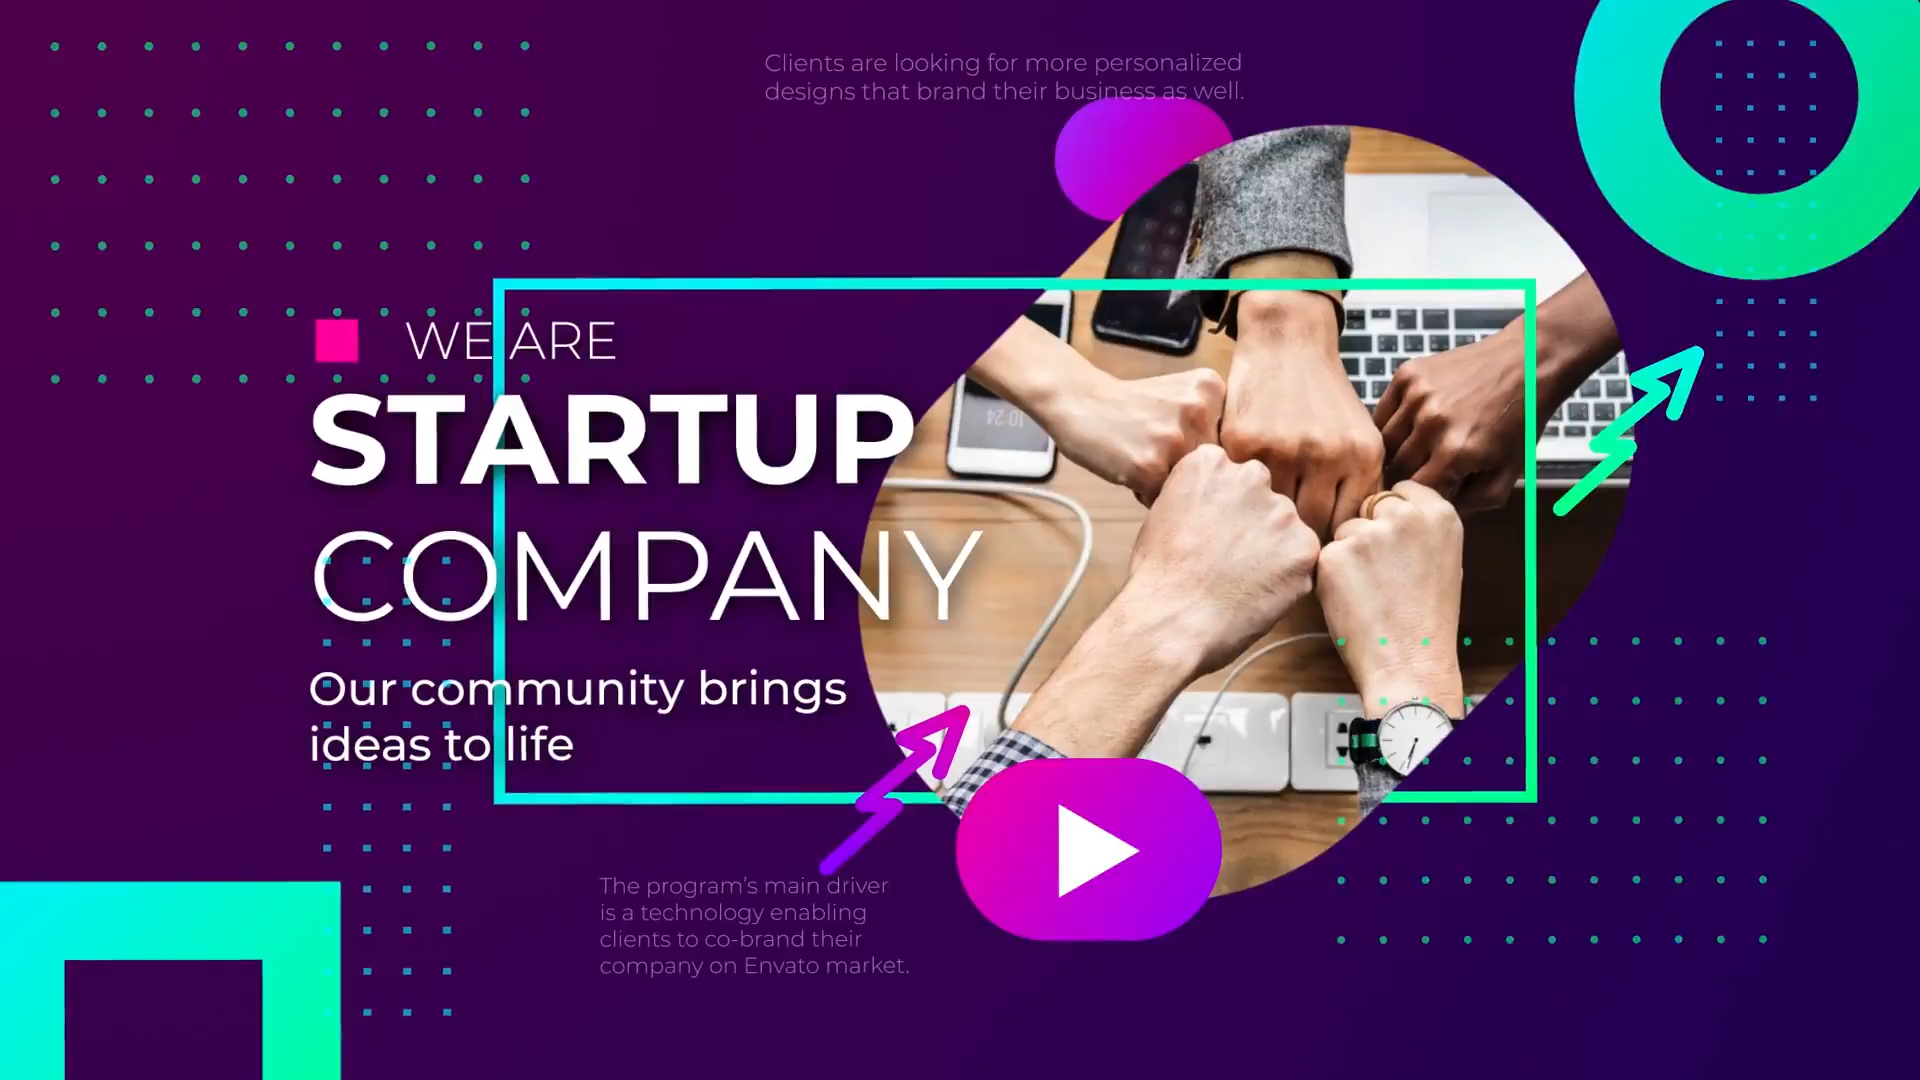 Clients are looking for more personalized
designs that brand their business as well.
WE ARE
STARTUP
COMPANY
Our community brings
ideas to life
10:24
The program's main driver
is a technology enabling
clients to co-brand their
company on Envato market.